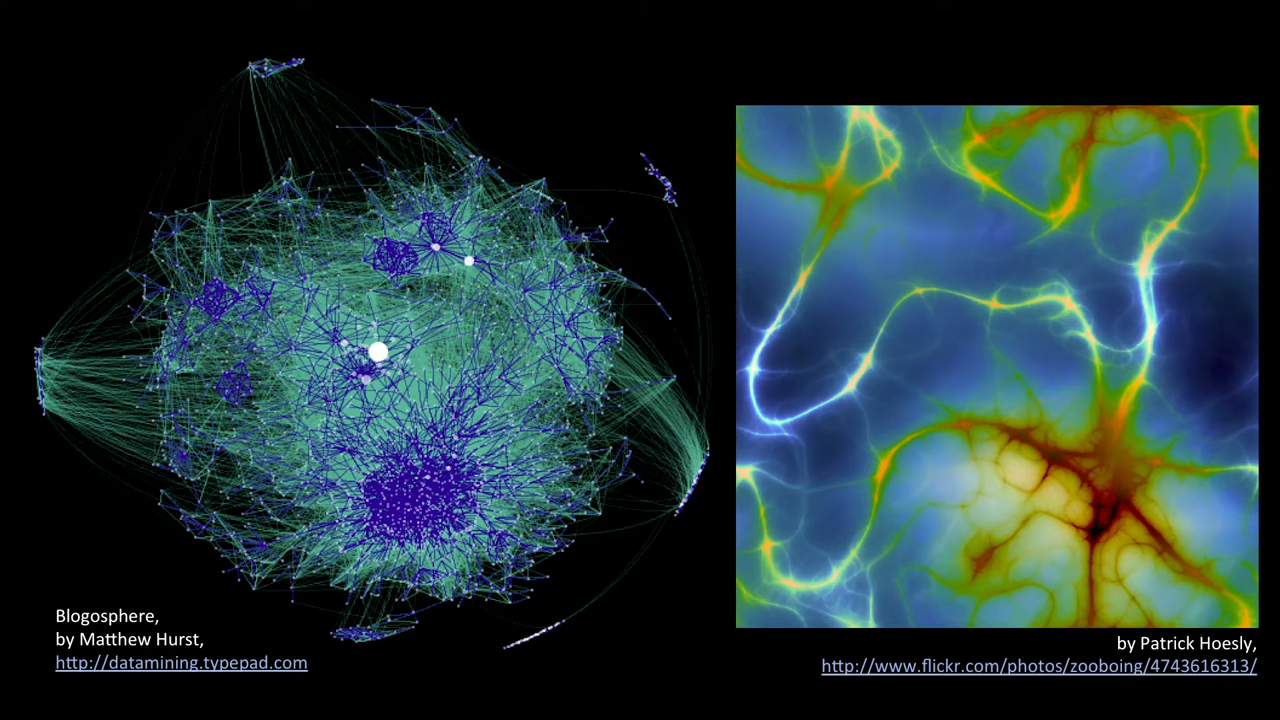 Blogosphere,
by Matthew Hurst,
http://datamining.typepad.com
by Patrick Hoesly,
http://www.flickr.com/photos/zooboing/4743616313/